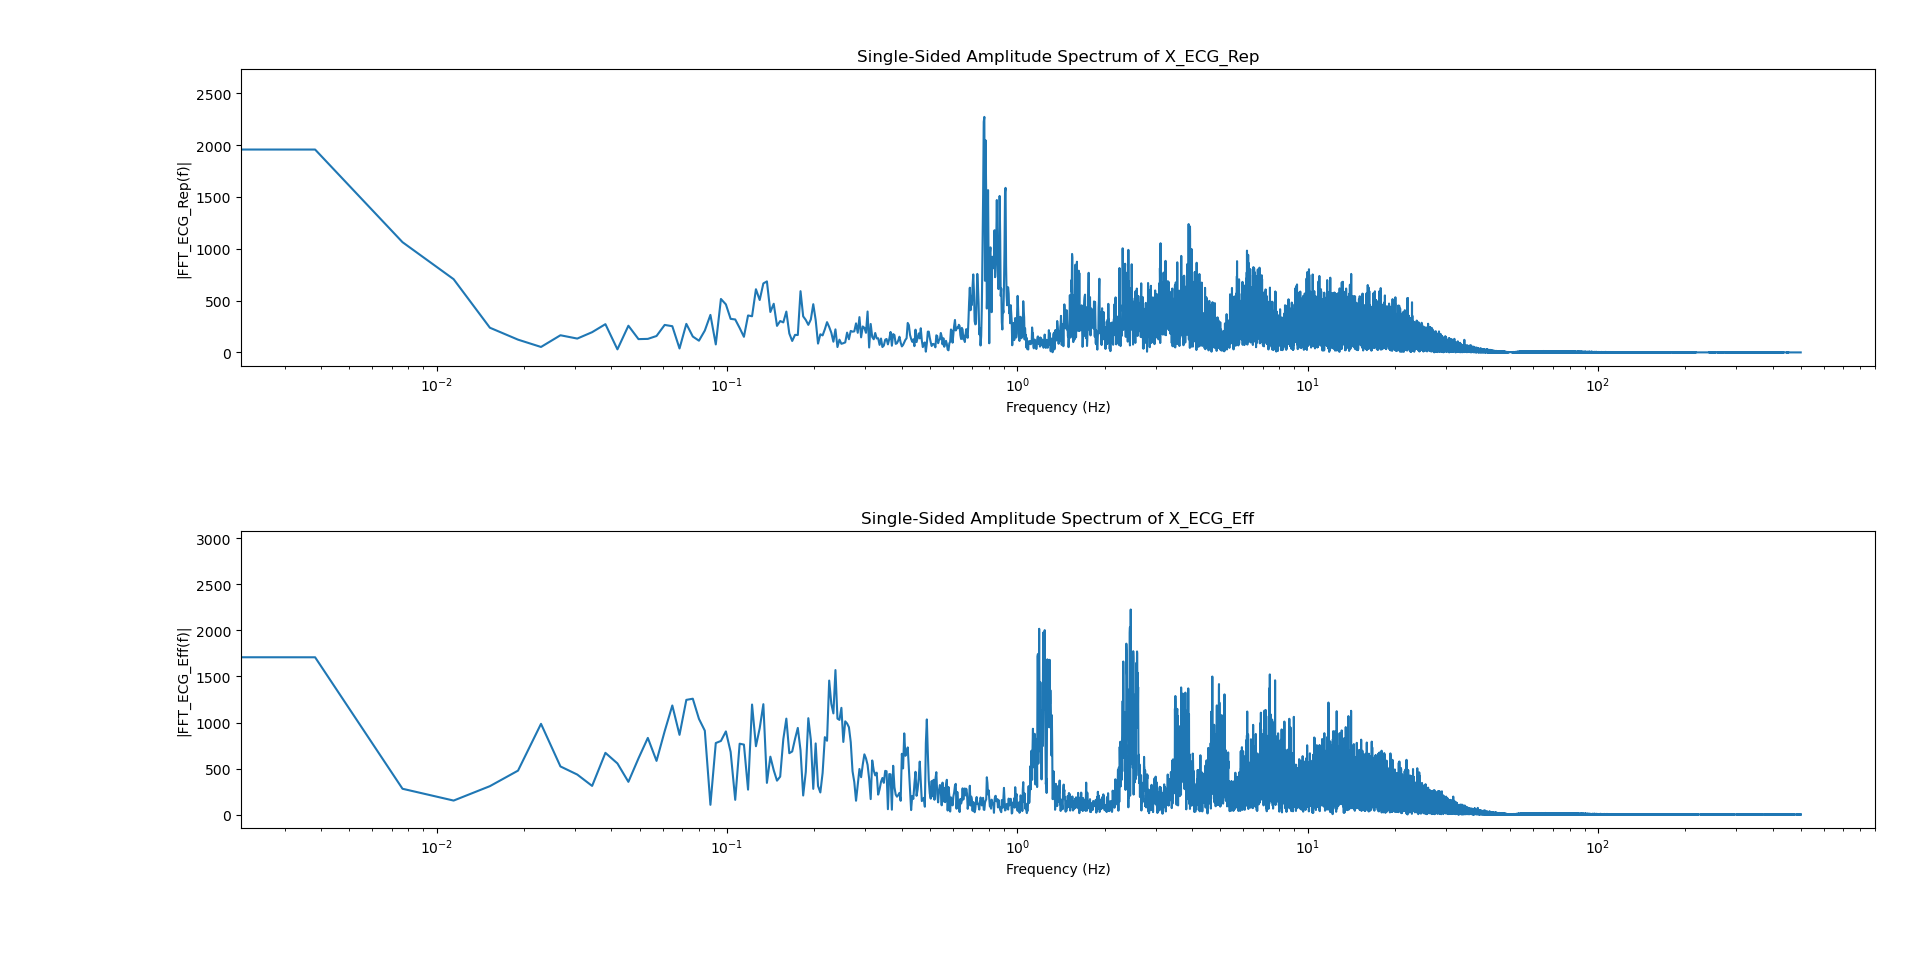 Single-Sided Amplitude Spectrum of X_ECG_Rep
|FFT_ECG_Rep(f)|
2500
2000
1500
1000
500
0
10⁻² 10⁻¹ 10⁰ 10¹ 10²
Frequency (Hz)
Single-Sided Amplitude Spectrum of X_ECG_Eff
|FFT_ECG_Eff(f)|
3000
2500
2000
1500
1000
500
0
10⁻² 10⁻¹ 10⁰ 10¹ 10²
Frequency (Hz)